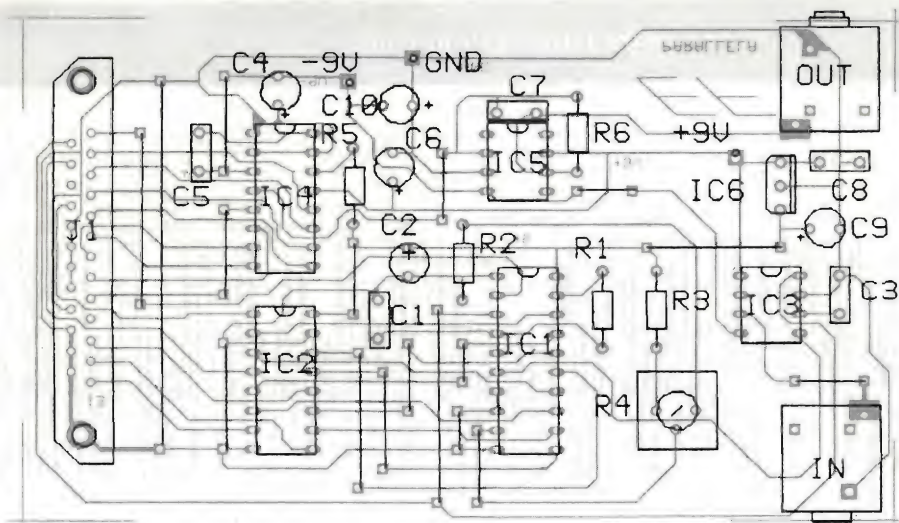 C4
-9V
GND
PARALLELA
OUT
C10
C7
R5
C6
R6
+9V
C5
IC4
IC5
IC6
C8
J1
C2
R2
R1
C9
C1
R3
IC3
C3
IC2
IC1
R4
IN